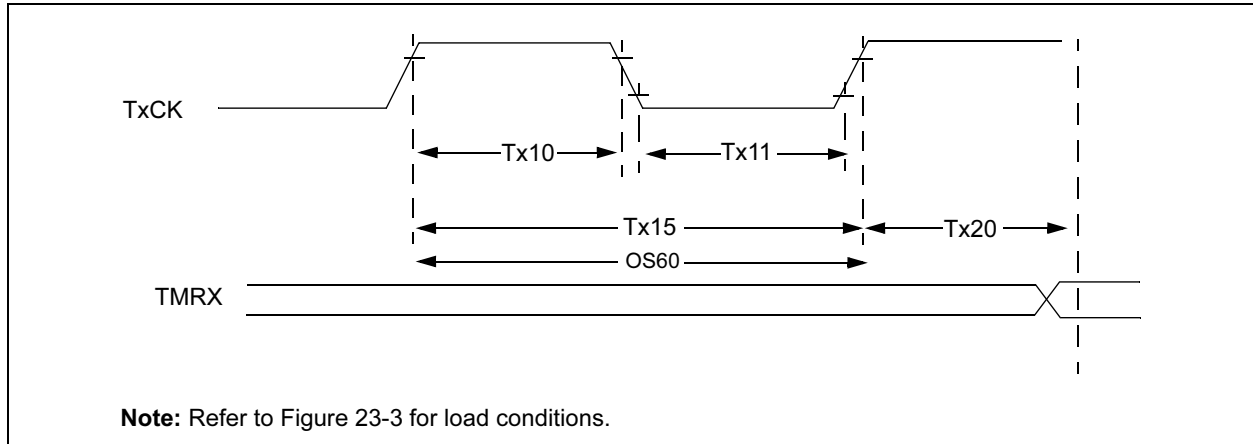 TxCK
Tx10
Tx11
Tx15
Tx20
OS60
TMRX
Note: Refer to Figure 23-3 for load conditions.